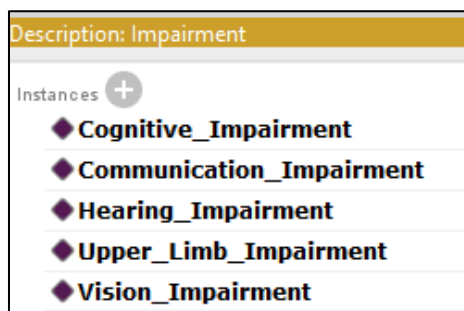 Description: Impairment
Instances
Cognitive_Impairment
Communication_Impairment
Hearing_Impairment
Upper_Limb_Impairment
Vision_Impairment